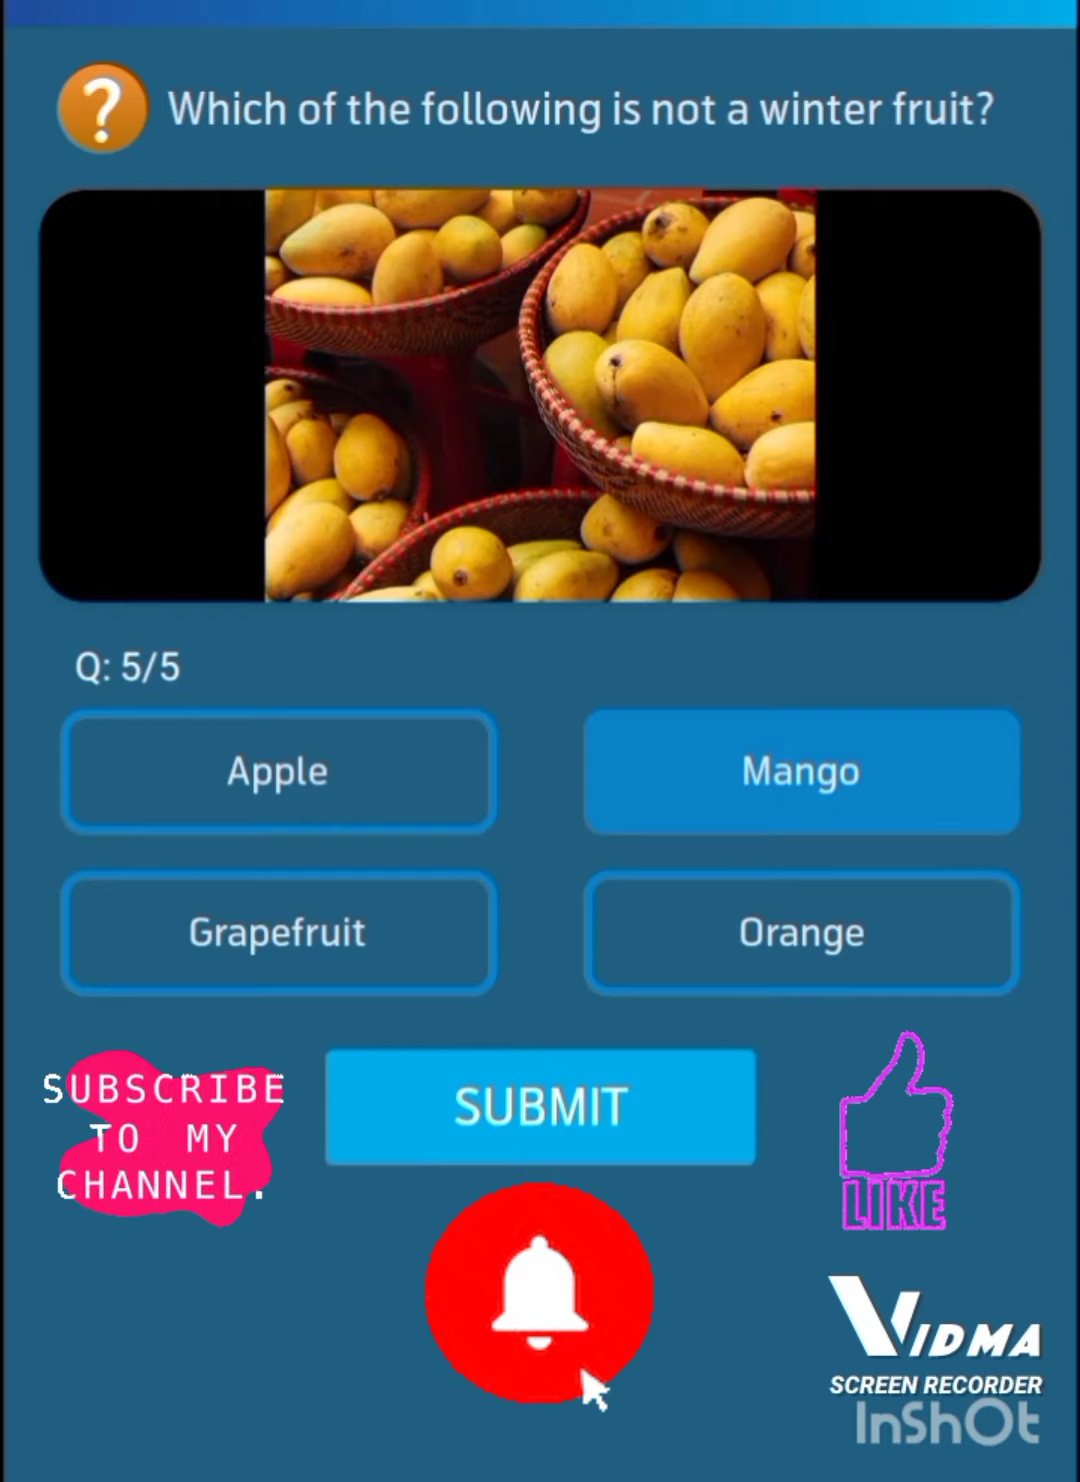 ? Which of the following is not a winter fruit?
Q: 5/5
Apple
Mango
Grapefruit
Orange
SUBSCRIBE
TO MY
CHANNEL.
SUBMIT
LIKE
VIDMA
SCREEN RECORDER
InShOt